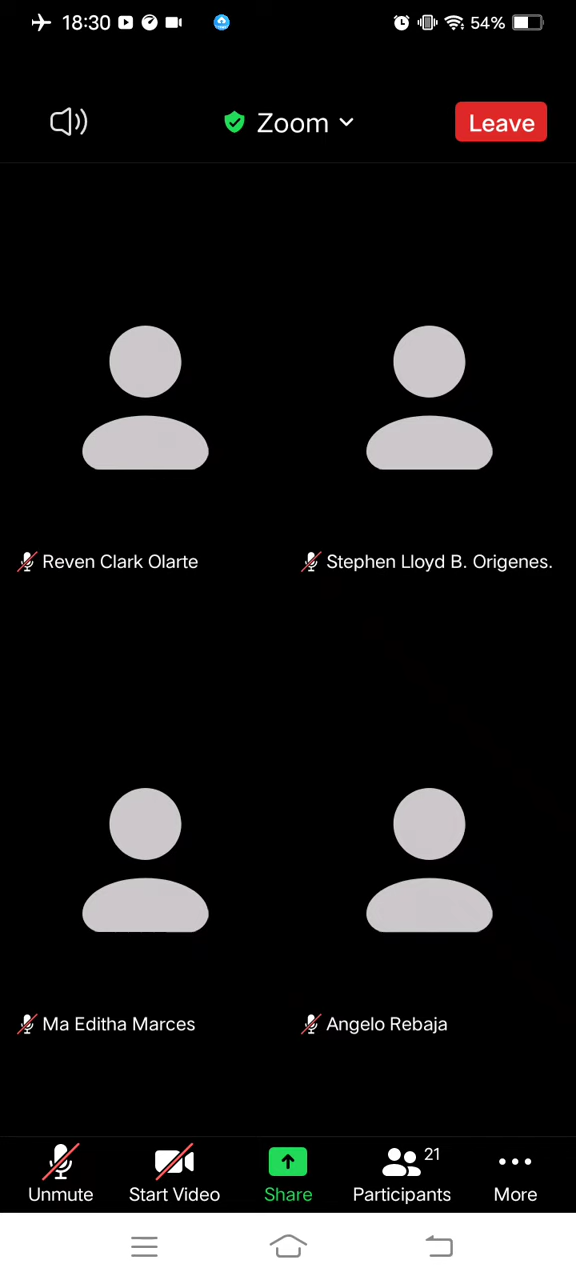 18:30
54%
Zoom
Leave
Reven Clark Olarte
Stephen Lloyd B. Origenes.
Ma Editha Marces
Angelo Rebaja
21
Unmute
Start Video
Share
Participants
More